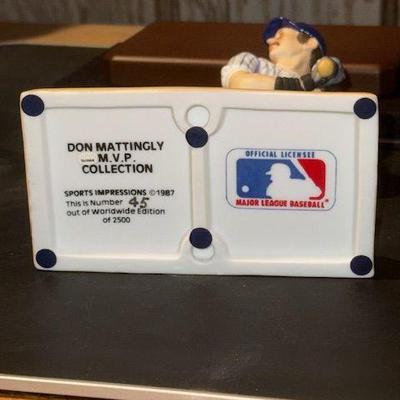 DON MATTINGLY
M.V.P.
COLLECTION
SPORTS IMPRESSIONS ©1987
This is Number 45
out of Worldwide Edition
of 2500
OFFICIAL LICENSEE
MAJOR LEAGUE BASEBALL®